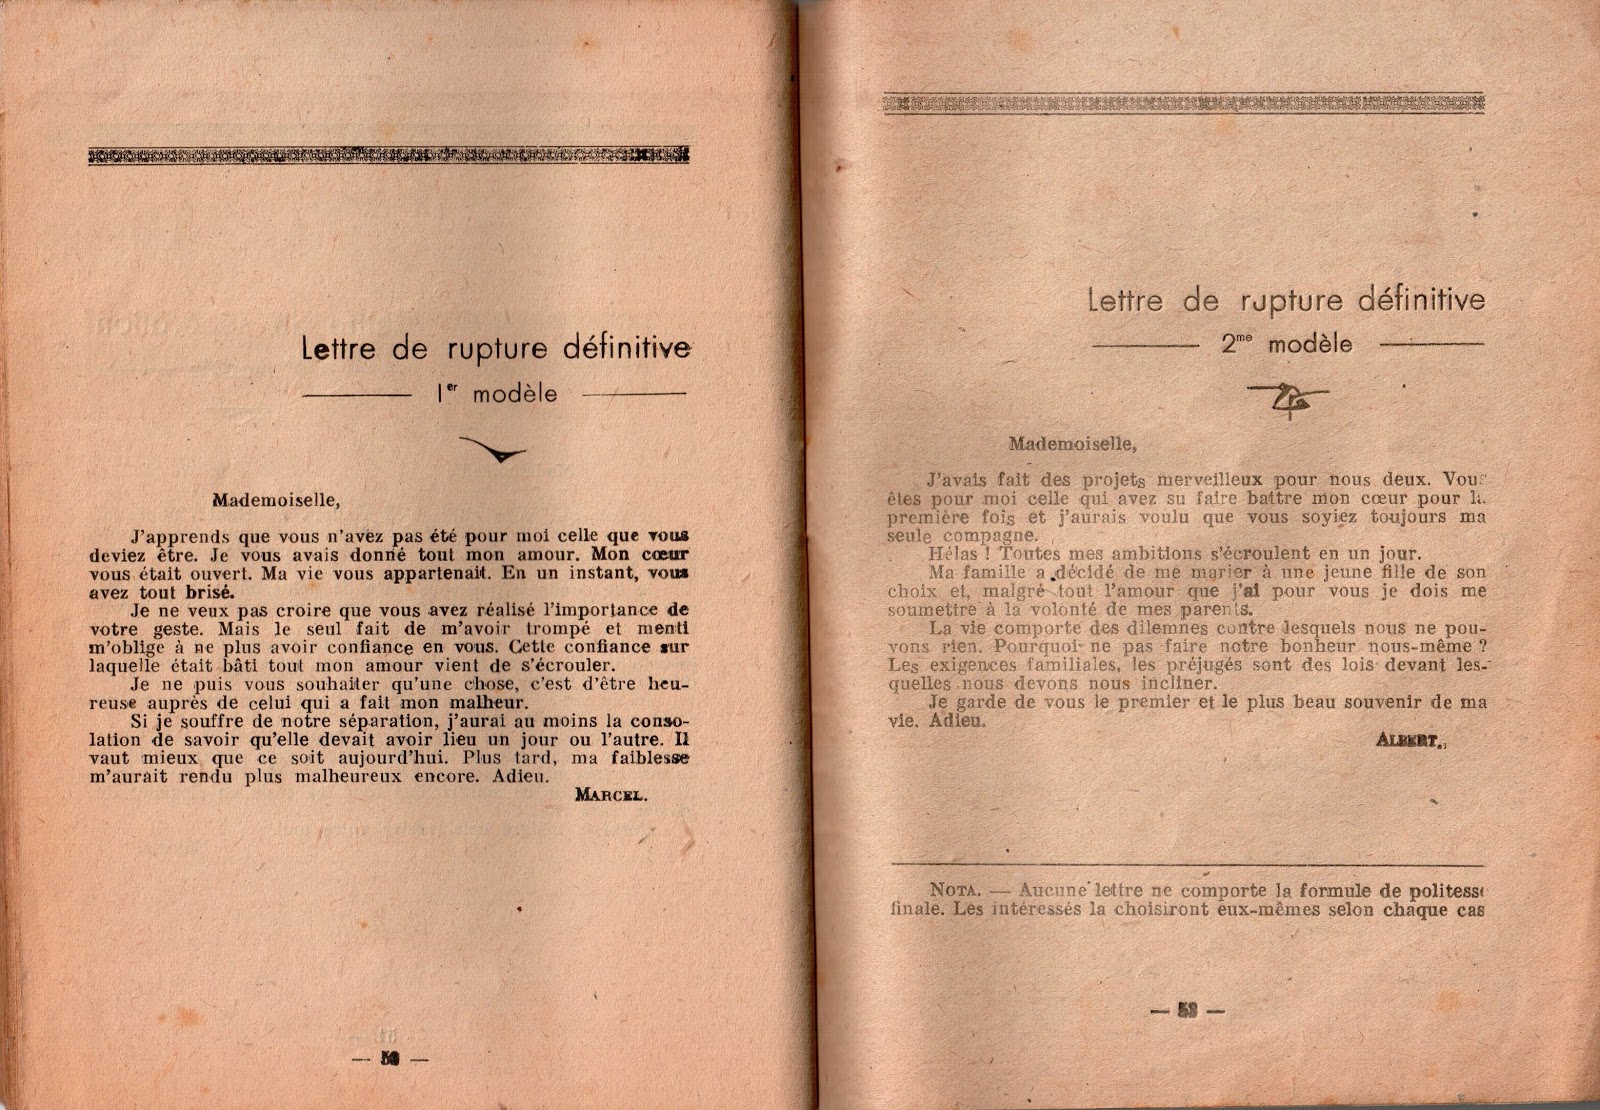 Lettre de rupture définitive
1er modèle
Mademoiselle,
J'apprends que vous n'avez pas été pour moi celle que vous
deviez être. Je vous avais donné tout mon amour. Mon cœur
vous était ouvert. Ma vie vous appartenait. En un instant, vous
avez tout brisé.
Je ne veux pas croire que vous avez réalisé l'importance de
votre geste. Mais le seul fait de m'avoir trompé et menti
m'oblige à ne plus avoir confiance en vous. Cette confiance sur
laquelle était bâti tout mon amour vient de s'écrouler.
Je ne puis vous souhaiter qu'une chose, c'est d'être heu-
reuse auprès de celui qui a fait mon malheur.
Si je souffre de notre séparation, j'aurai au moins la conso-
lation de savoir qu'elle devait avoir lieu un jour ou l'autre. Il
vaut mieux que ce soit aujourd'hui. Plus tard, ma faiblesse
m'aurait rendu plus malheureux encore. Adieu.
MARCEL.
Lettre de rupture définitive
2me modèle
Mademoiselle,
J'avais fait des projets merveilleux pour nous deux. Vous
êtes pour moi celle qui avez su faire battre mon cœur pour la
première fois et j'aurais voulu que vous soyiez toujours ma
seule compagne.
Hélas ! Toutes mes ambitions s'écroulent en un jour.
Ma famille a décidé de me marier à une jeune fille de son
choix et, malgré tout l'amour que j'ai pour vous je dois me
soumettre à la volonté de mes parents.
La vie comporte des dilemnes contre lesquels nous ne pou-
vons rien. Pourquoi ne pas faire notre bonheur nous-même ?
Les exigences familiales, les préjugés sont des lois devant les-
quelles nous devons nous incliner.
Je garde de vous le premier et le plus beau souvenir de ma
vie. Adieu.
ALBERT.
NOTA. — Aucune lettre ne comporte la formule de politesse
finale. Les intéressés la choisiront eux-mêmes selon chaque cas